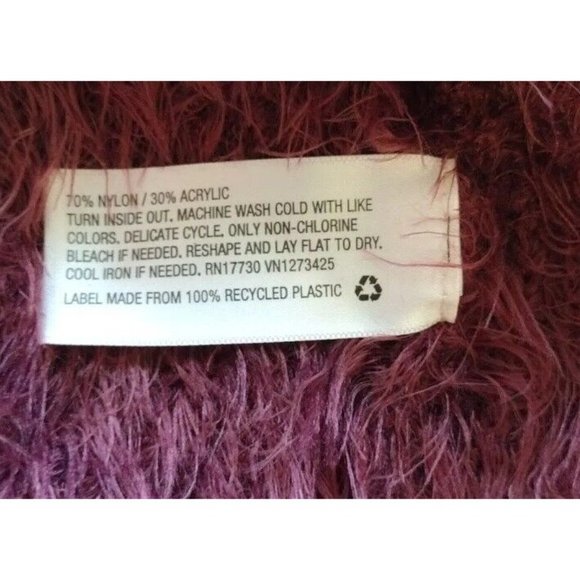 70% NYLON / 30% ACRYLIC
TURN INSIDE OUT. MACHINE WASH COLD WITH LIKE
COLORS. DELICATE CYCLE. ONLY NON-CHLORINE
BLEACH IF NEEDED. RESHAPE AND LAY FLAT TO DRY.
COOL IRON IF NEEDED. RN17730 VN1273425
LABEL MADE FROM 100% RECYCLED PLASTIC